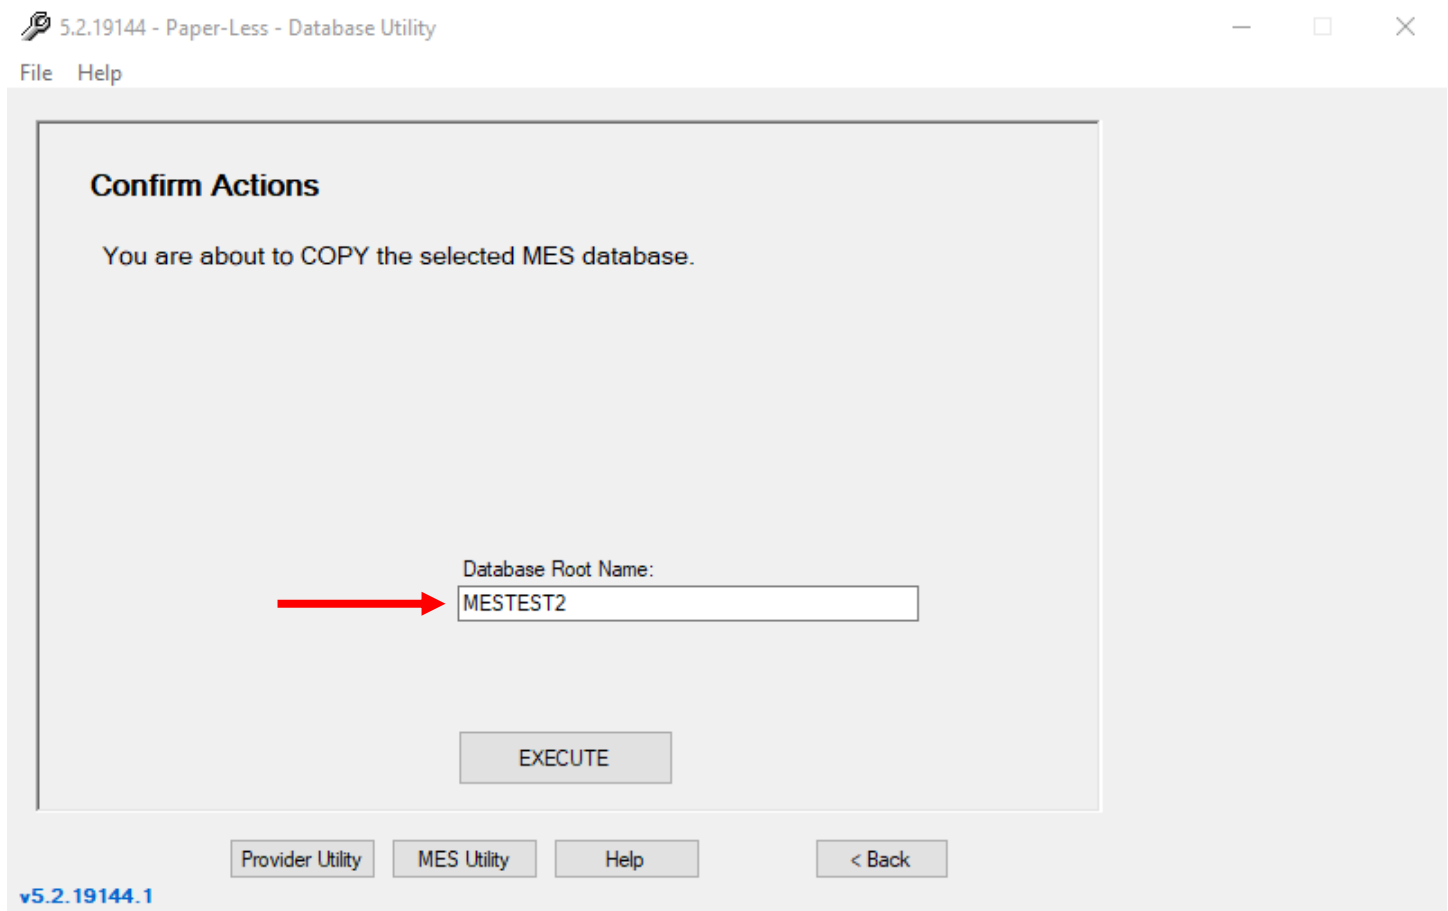 5.2.19144 - Paper-Less - Database Utility
File Help
Confirm Actions
You are about to COPY the selected MES database.
Database Root Name:
MESTEST2
EXECUTE
Provider Utility MES Utility Help < Back
v5.2.19144.1